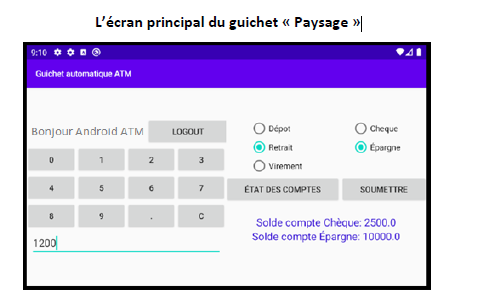 L'écran principal du guichet « Paysage »
9:10
Guichet automatique ATM
Bonjour Android ATM
LOGOUT
0 1 2 3
4 5 6 7
8 9 . C
1200
Dépot
Cheque
Retrait
Épargne
Virement
ÉTAT DES COMPTES
SOUMETTRE
Solde compte Chèque: 2500.0
Solde compte Épargne: 10000.0